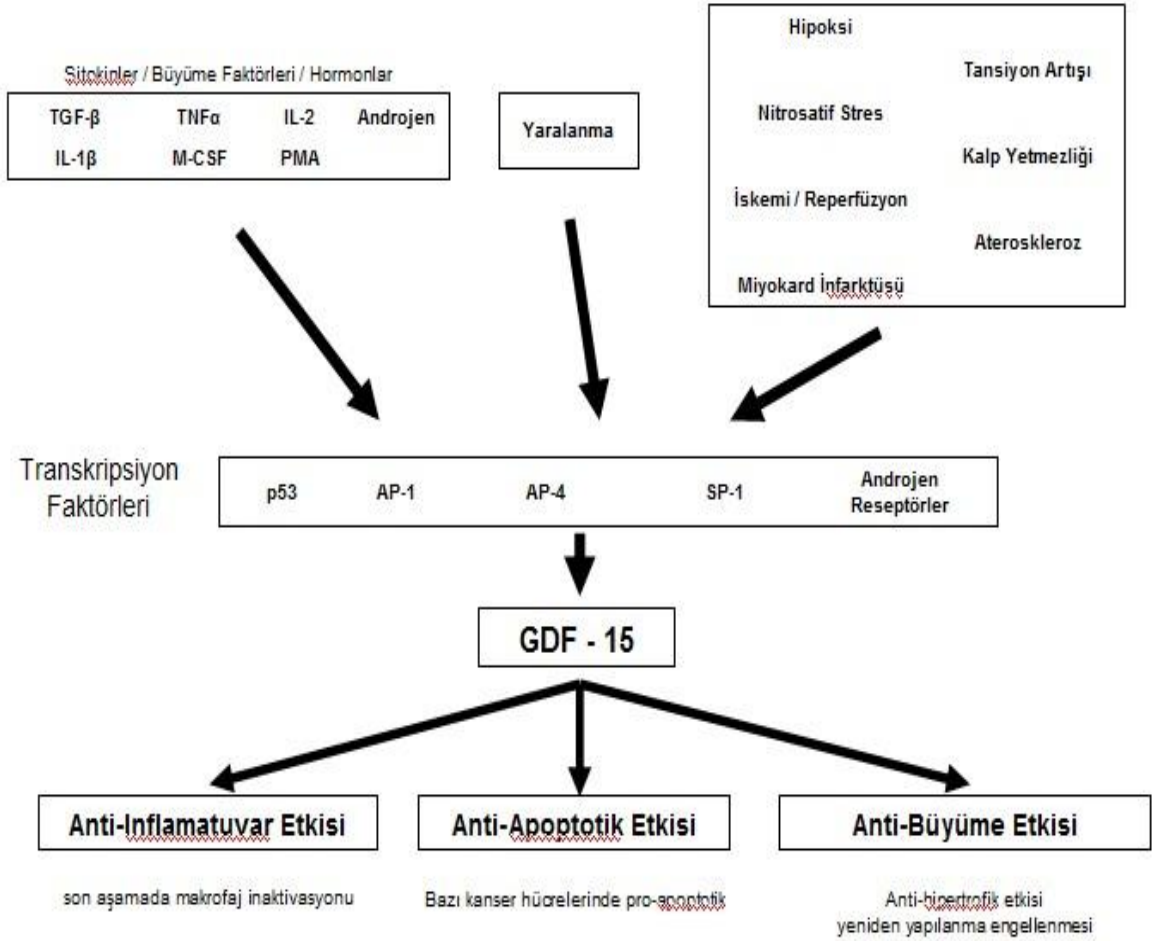 Sitokinler / Büyüme Faktörleri / Hormonlar
TGF-β TNFα IL-2 Androjen
IL-1β M-CSF PMA
Yaralanma
Hipoksi
Tansiyon Artışı
Nitrosatif Stres
Kalp Yetmezliği
İskemi / Reperfüzyon
Ateroskleroz
Miyokard İnfarktüsü
Transkripsiyon
Faktörleri
p53 AP-1 AP-4 SP-1 Androjen
Reseptörler
GDF - 15
Anti-Inflamatuvar Etkisi
son aşamada makrofaj inaktivasyonu
Anti-Apoptotik Etkisi
Bazı kanser hücrelerinde pro-apoptotik
Anti-Büyüme Etkisi
Anti-hipertrofik etkisi
yeniden yapılanma engellenmesi